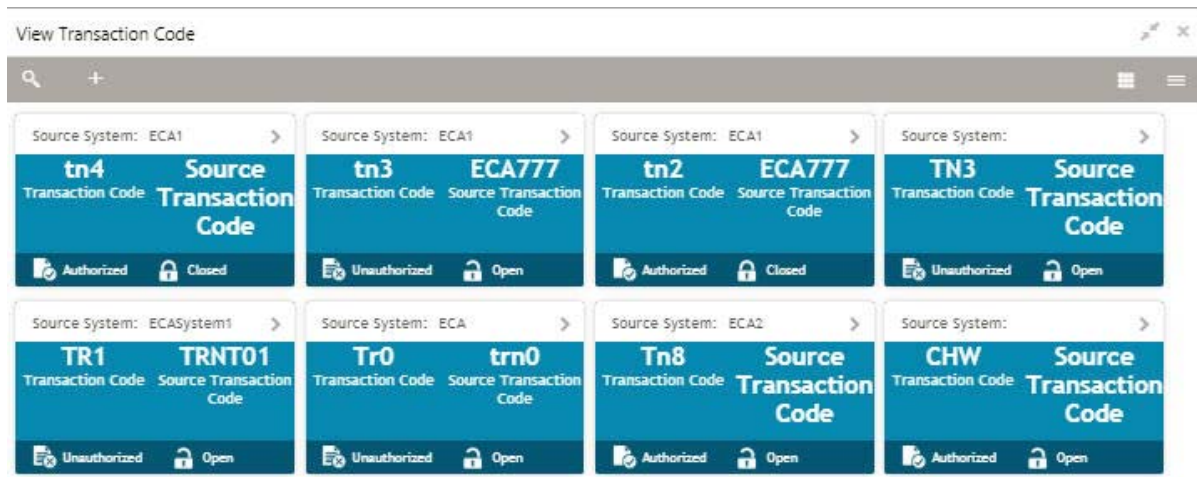 View Transaction Code
Source System: ECA1
tn4 Source
Transaction Code Transaction
Code
Authorized Closed
Source System: ECA1
tn3 ECA777
Transaction Code Source Transaction
Code
Unauthorized Open
Source System: ECA1
tn2 ECA777
Transaction Code Source Transaction
Code
Authorized Closed
Source System:
TN3 Source
Transaction Code Transaction
Code
Unauthorized Open
Source System: ECASystem1
TR1 TRNT01
Transaction Code Source Transaction
Code
Unauthorized Open
Source System: ECA
Tr0 trn0
Transaction Code Source Transaction
Code
Unauthorized Open
Source System: ECA2
Tn8 Source
Transaction Code Transaction
Code
Authorized Open
Source System:
CHW Source
Transaction Code Transaction
Code
Authorized Open